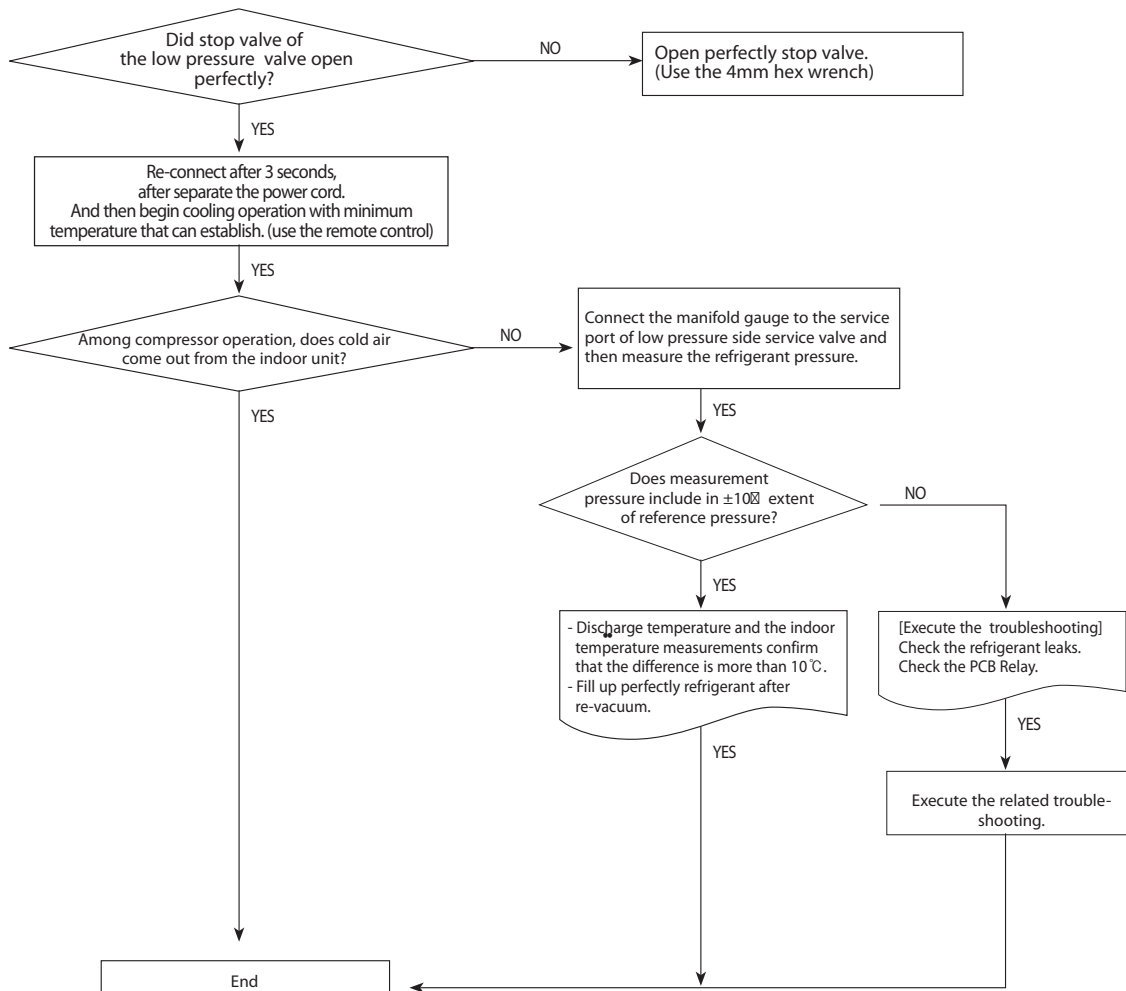 Did stop valve of
the low pressure valve open
perfectly?
NO
Open perfectly stop valve.
(Use the 4mm hex wrench)
YES
Re-connect after 3 seconds,
after separate the power cord.
And then begin cooling operation with minimum
temperature that can establish. (use the remote control)
YES
Among compressor operation, does cold air
come out from the indoor unit?
NO
Connect the manifold gauge to the service
port of low pressure side service valve and
then measure the refrigerant pressure.
YES
YES
Does measurement
pressure include in ±10 extent
of reference pressure?
NO
YES
- Discharge temperature and the indoor
temperature measurements confirm
that the difference is more than 10℃.
- Fill up perfectly refrigerant after
re-vacuum.
[Execute the troubleshooting]
Check the refrigerant leaks.
Check the PCB Relay.
YES
YES
Execute the related trouble-
shooting.
End